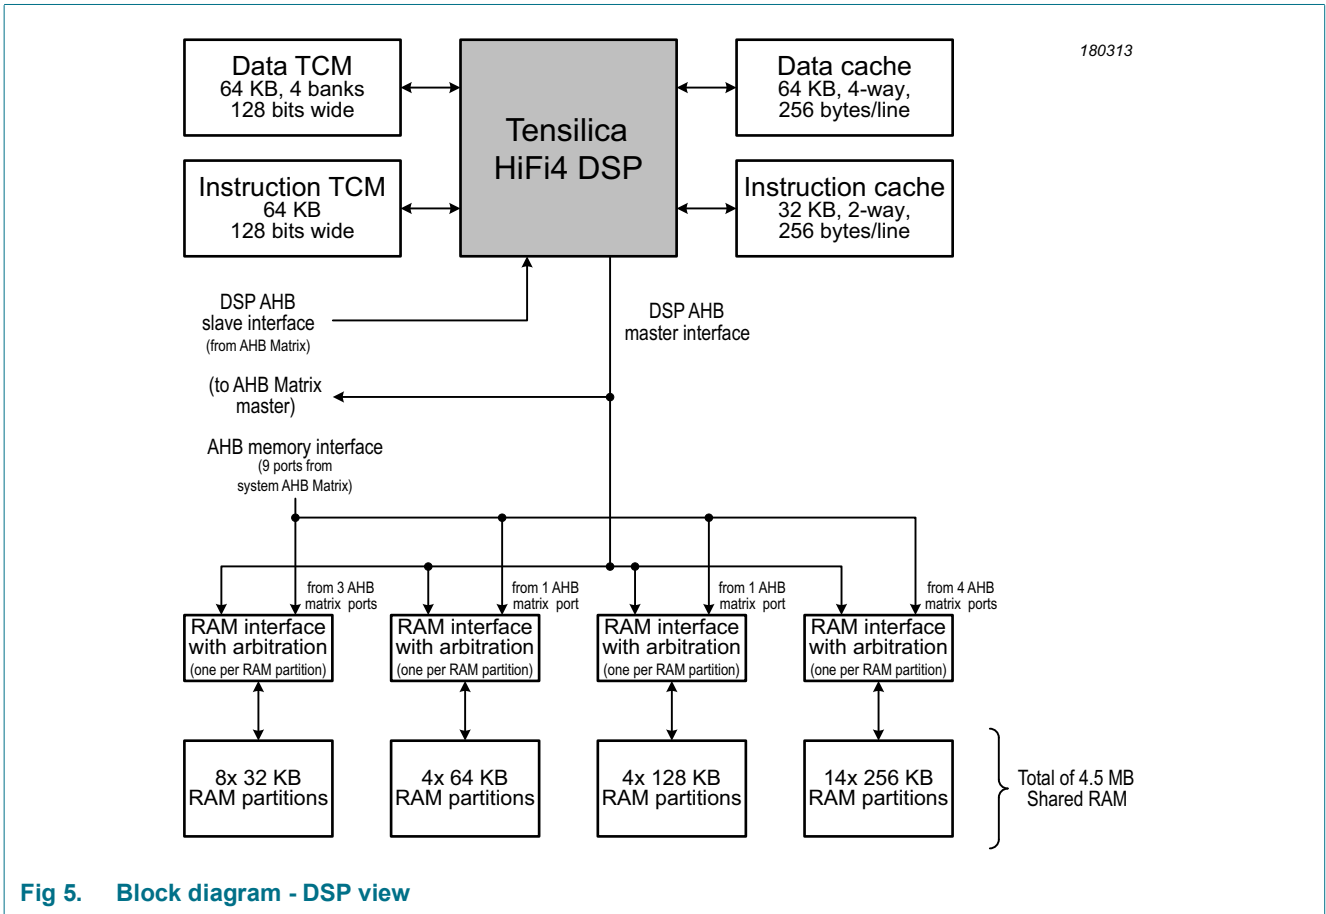 180313
Data TCM
64 KB, 4 banks
128 bits wide
Tensilica
HiFi4 DSP
Data cache
64 KB, 4-way,
256 bytes/line
Instruction TCM
64 KB
128 bits wide
Instruction cache
32 KB, 2-way,
256 bytes/line
DSP AHB
slave interface
(from AHB Matrix)
DSP AHB
master interface
(to AHB Matrix
master)
AHB memory interface
(9 ports from
system AHB Matrix)
from 3 AHB
matrix ports
from 1 AHB
matrix port
from 1 AHB
matrix port
from 4 AHB
matrix ports
RAM interface
with arbitration
(one per RAM partition)
RAM interface
with arbitration
(one per RAM partition)
RAM interface
with arbitration
(one per RAM partition)
RAM interface
with arbitration
(one per RAM partition)
8x 32 KB
RAM partitions
4x 64 KB
RAM partitions
4x 128 KB
RAM partitions
14x 256 KB
RAM partitions
Total of 4.5 MB
Shared RAM
Fig 5. Block diagram - DSP view